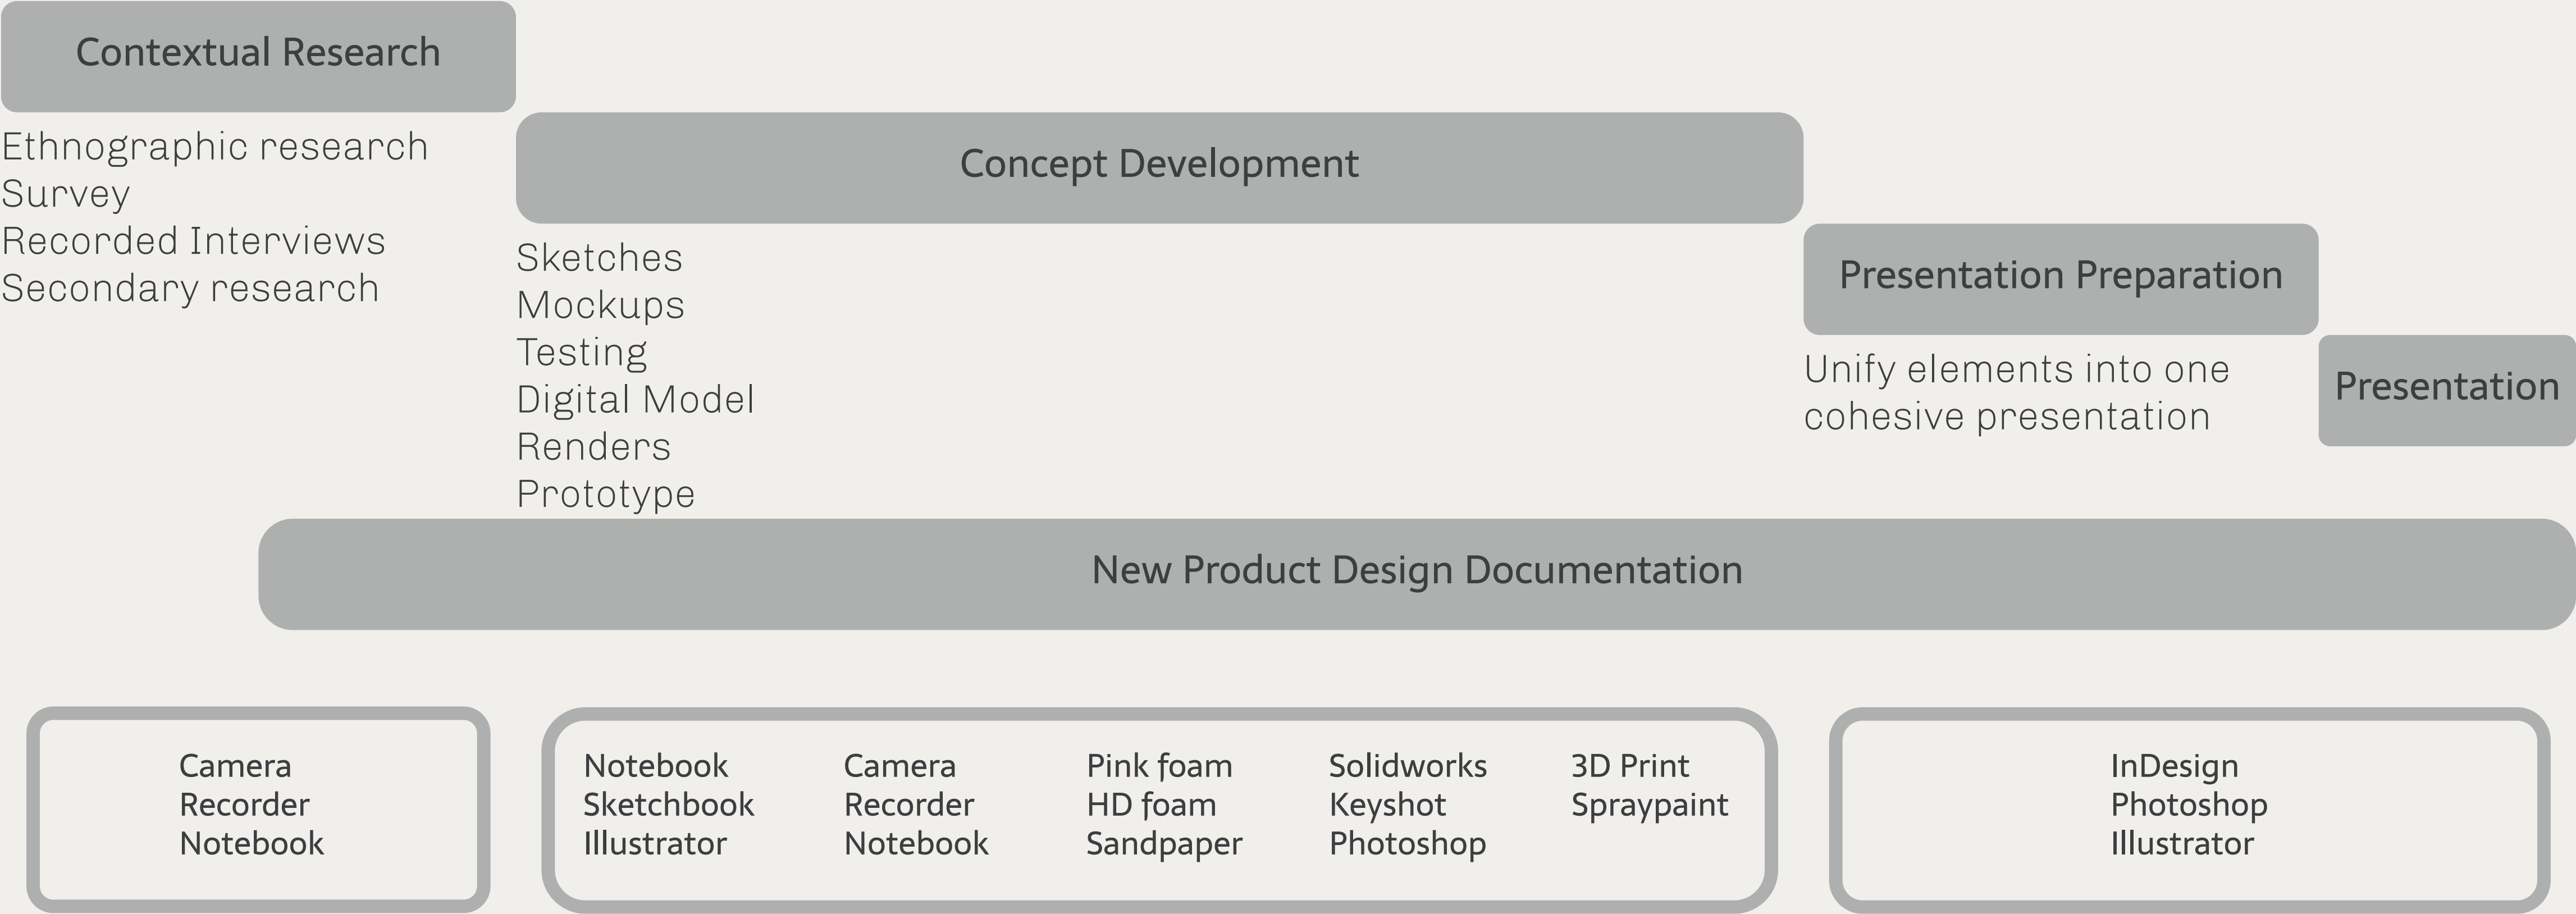 Contextual Research
Ethnographic research
Survey
Recorded Interviews
Secondary research
Concept Development
Sketches
Mockups
Testing
Digital Model
Renders
Prototype
Presentation Preparation
Unify elements into one
cohesive presentation
Presentation
New Product Design Documentation
Camera
Recorder
Notebook
Notebook
Sketchbook
Illustrator
Camera
Recorder
Notebook
Pink foam
HD foam
Sandpaper
Solidworks
Keyshot
Photoshop
3D Print
Spraypaint
InDesign
Photoshop
Illustrator